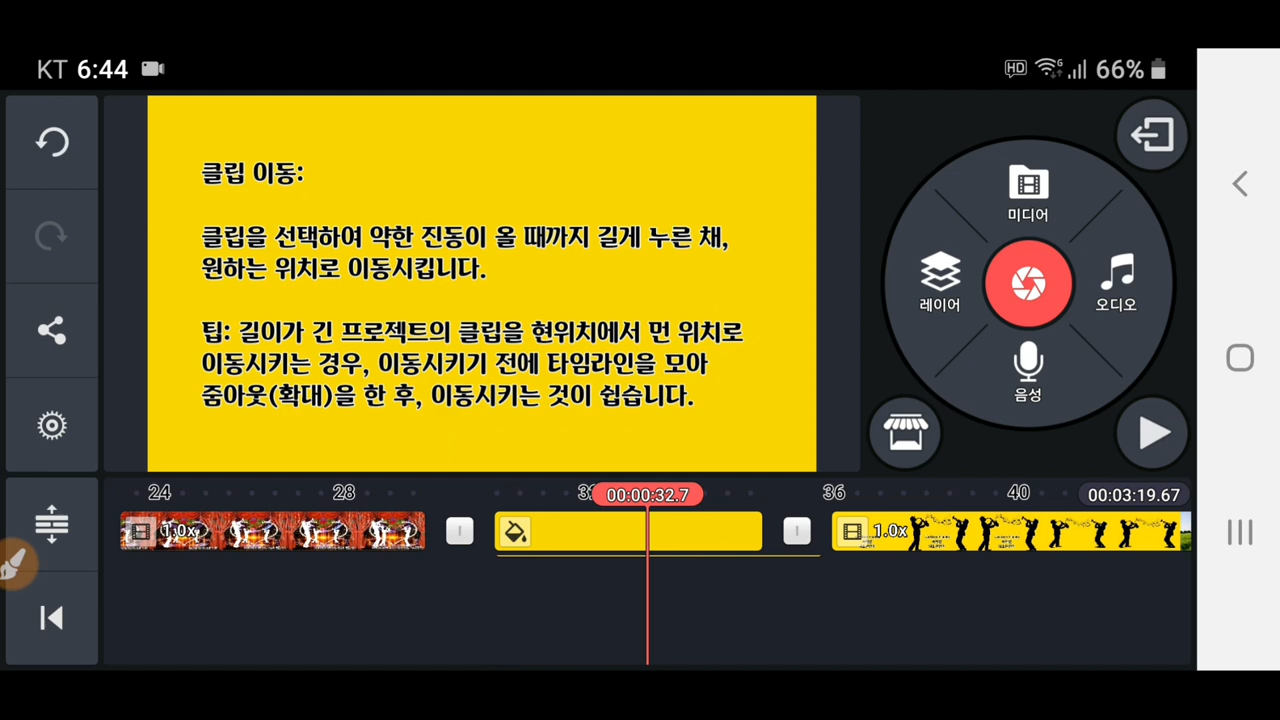 KT 6:44
HD 66%
클립 이동:
클립을 선택하여 약한 진동이 올 때까지 길게 누른 채,
원하는 위치로 이동시킵니다.
팁: 길이가 긴 프로젝트의 클립을 현위치에서 먼 위치로
이동시키는 경우, 이동시키기 전에 타임라인을 모아
줌아웃(확대)을 한 후, 이동시키는 것이 쉽습니다.
미디어
레이어
오디오
음성
24 28 00:00:32.7 36 40 00:03:19.67
1.0x 1.0x